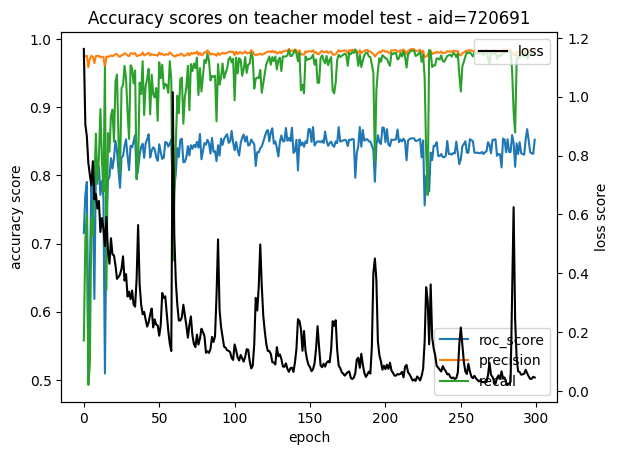 Accuracy scores on teacher model test - aid=720691
1.0
0.9
0.8
0.7
0.6
0.5
accuracy score
0
50
100
150
200
250
300
epoch
1.2
1.0
0.8
0.6
0.4
0.2
0.0
loss score
loss
roc_score
precision
recall